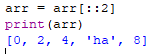 arr = arr[::2]
print(arr)
[0, 2, 4, 'ha', 8]